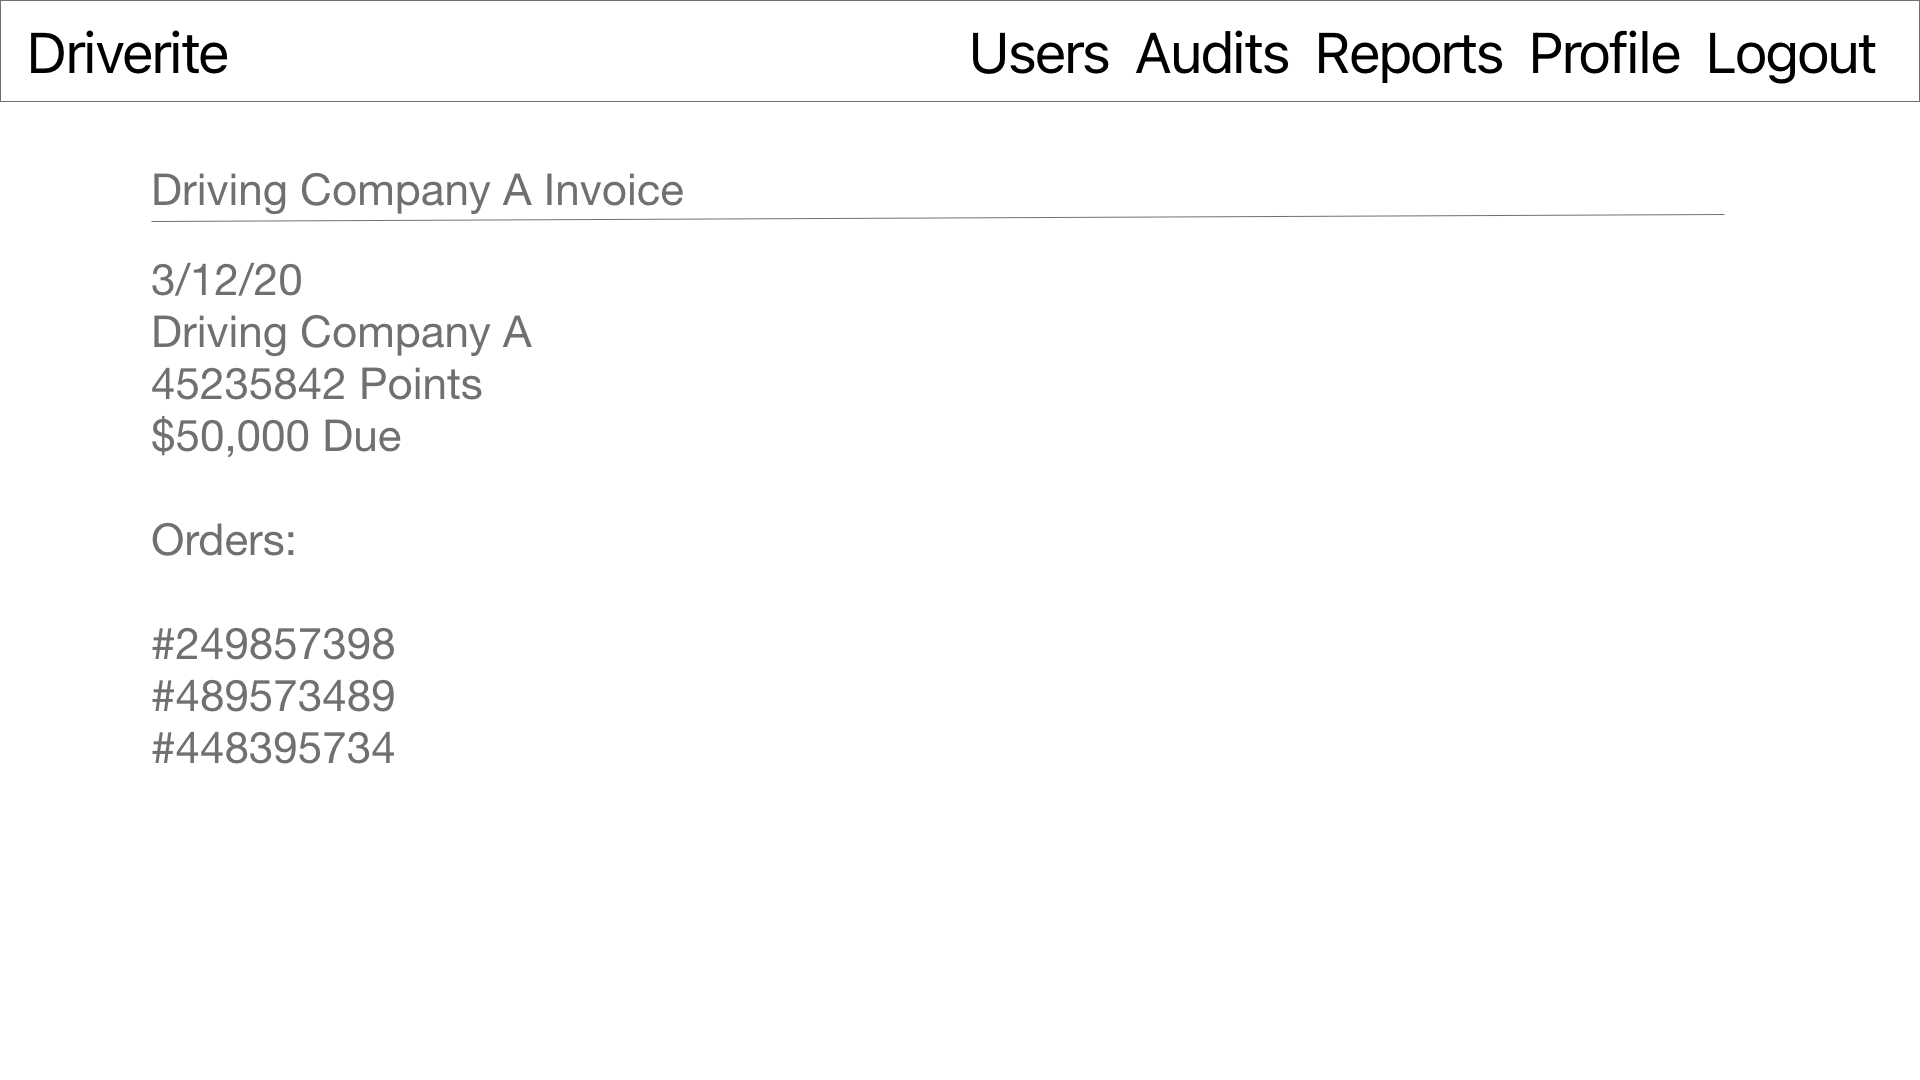 Driverite Users Audits Reports Profile Logout
Driving Company A Invoice
3/12/20
Driving Company A
45235842 Points
$50,000 Due
Orders:
#249857398
#489573489
#448395734